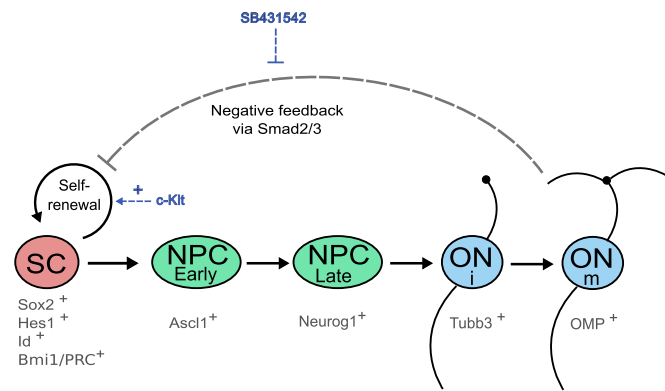 SB431542
Negative feedback
via Smad2/3
Self-
renewal
+
c-KIt
SC
NPC
Early
NPC
Late
ON
i
ON
m
Sox2 +
Hes1 +
Id +
Bmi1/PRC+
Ascl1+
Neurog1+
Tubb3 +
OMP +